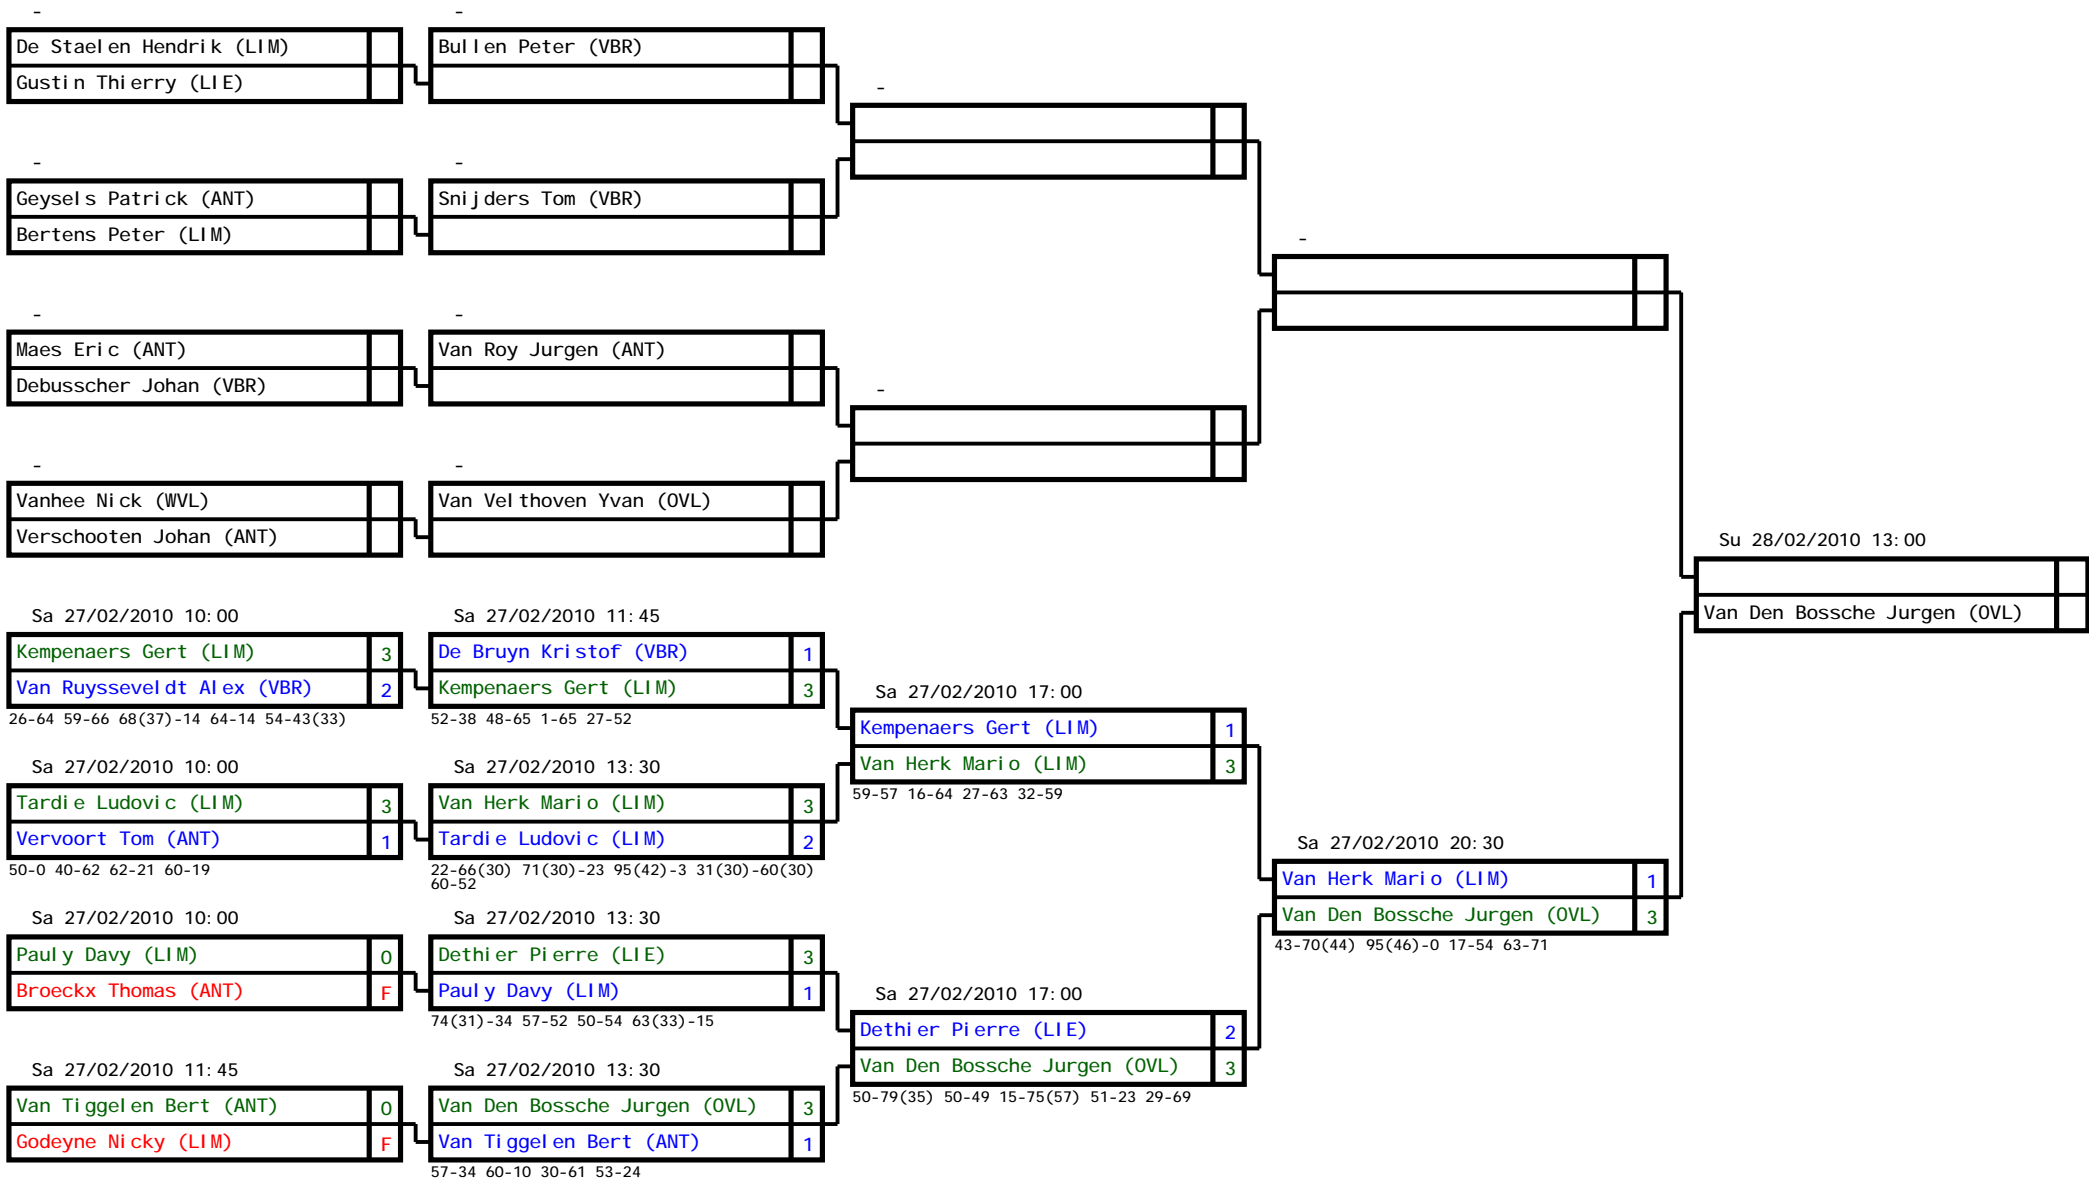 -
De Staelen Hendrik (LIM)
Gustin Thierry (LIE)
-
Geysels Patrick (ANT)
Bertens Peter (LIM)
-
Maes Eric (ANT)
Debusscher Johan (VBR)
-
Vanhee Nick (WVL)
Verschooten Johan (ANT)
Sa 27/02/2010 10:00
Kempenaers Gert (LIM) 3
Van Ruysseveldt Alex (VBR) 2
26-64 59-66 68(37)-14 64-14 54-43(33)
Sa 27/02/2010 10:00
Tardie Ludovic (LIM) 3
Vervoort Tom (ANT) 1
50-0 40-62 62-21 60-19
Sa 27/02/2010 10:00
Pauly Davy (LIM) 0
Broeckx Thomas (ANT) F
Sa 27/02/2010 11:45
Van Tiggelen Bert (ANT) 0
Godeyne Nicky (LIM) F
-
Bullen Peter (VBR)
-
Snijders Tom (VBR)
-
Van Roy Jurgen (ANT)
-
Van Velthoven Yvan (OVL)
Sa 27/02/2010 11:45
De Bruyn Kristof (VBR) 1
Kempenaers Gert (LIM) 3
52-38 48-65 1-65 27-52
Sa 27/02/2010 13:30
Van Herk Mario (LIM) 3
Tardie Ludovic (LIM) 2
22-66(30) 71(30)-23 95(42)-3 31(30)-60(30)
60-52
Sa 27/02/2010 13:30
Dethier Pierre (LIE) 3
Pauly Davy (LIM) 1
74(31)-34 57-52 50-54 63(33)-15
Sa 27/02/2010 13:30
Van Den Bossche Jurgen (OVL) 3
Van Tiggelen Bert (ANT) 1
57-34 60-10 30-61 53-24
-
-
Sa 27/02/2010 17:00
Kempenaers Gert (LIM) 1
Van Herk Mario (LIM) 3
59-57 16-64 27-63 32-59
Sa 27/02/2010 17:00
Dethier Pierre (LIE) 2
Van Den Bossche Jurgen (OVL) 3
50-79(35) 50-49 15-75(57) 51-23 29-69
-
Sa 27/02/2010 20:30
Van Herk Mario (LIM) 1
Van Den Bossche Jurgen (OVL) 3
43-70(44) 95(46)-0 17-54 63-71
Su 28/02/2010 13:00
Van Den Bossche Jurgen (OVL)